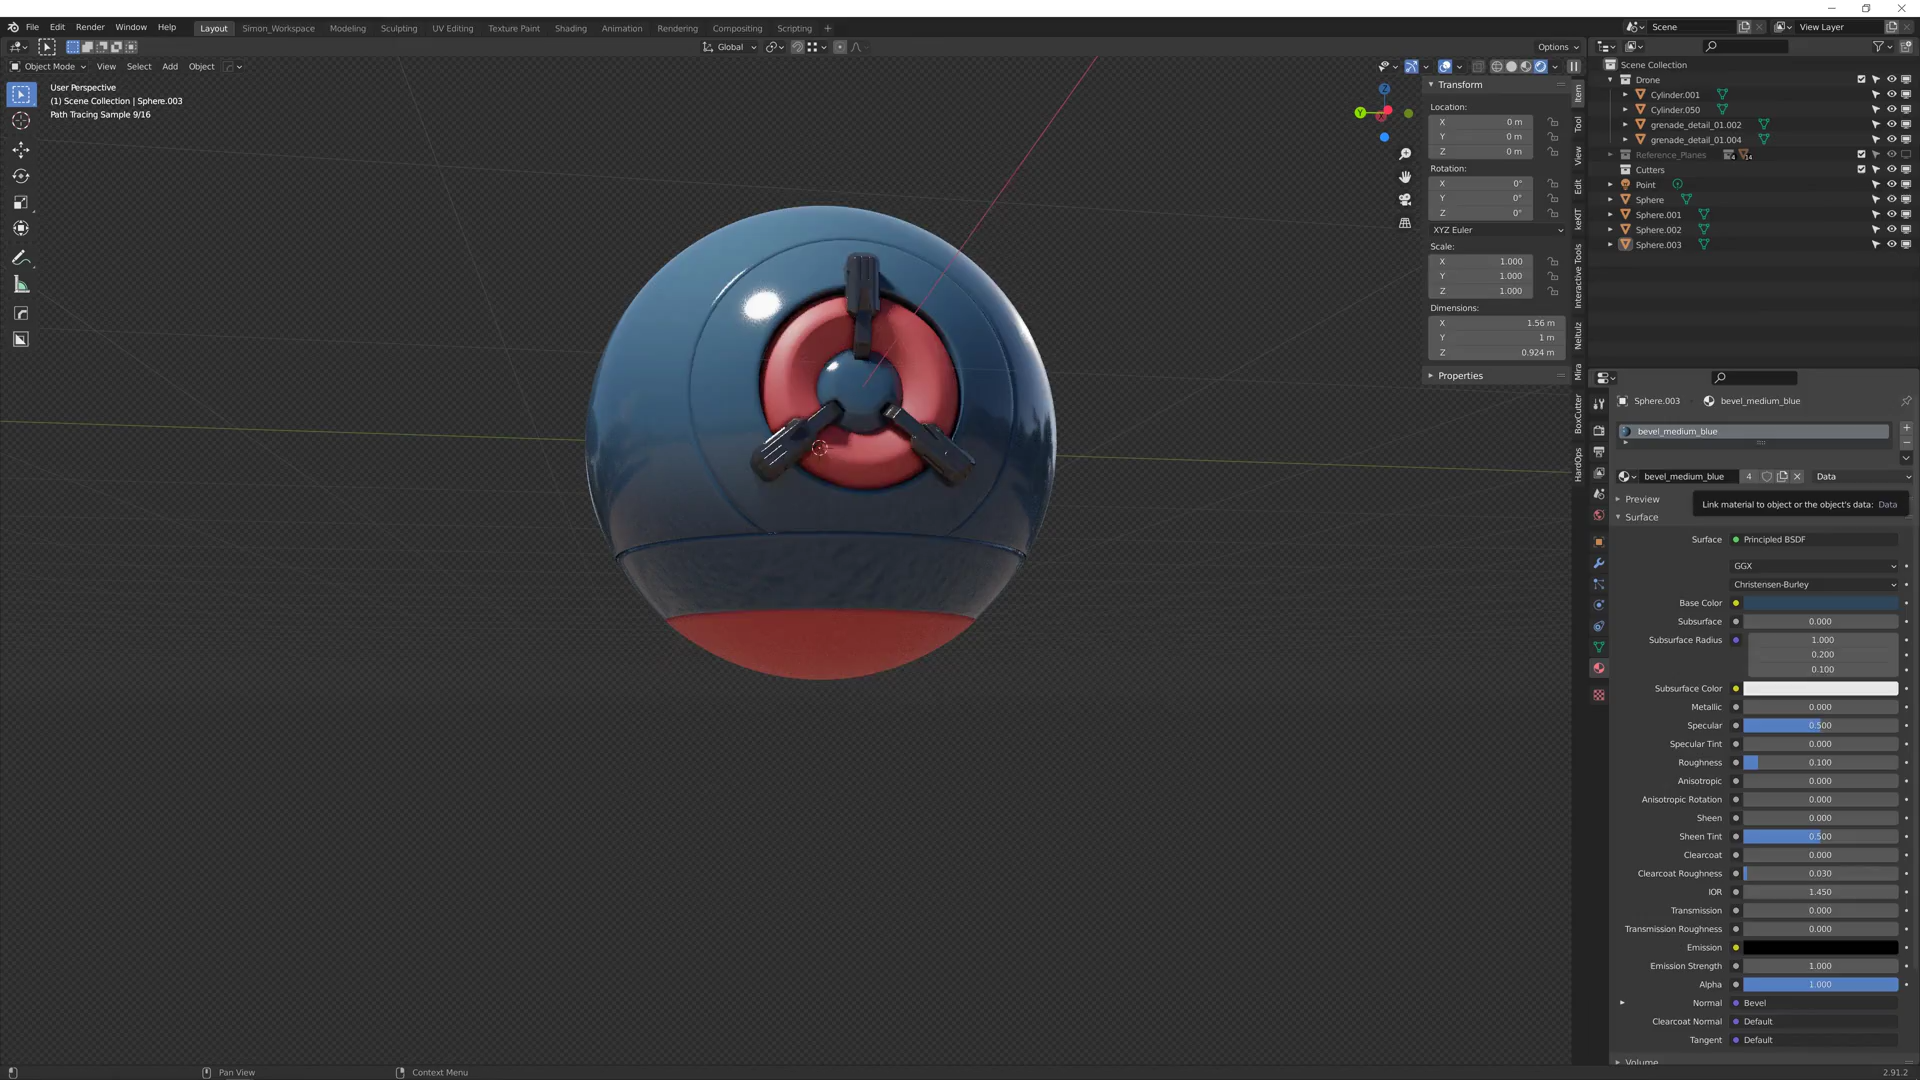 File Edit Render Window Help Layout Simon_Workspace Modeling Sculpting UV Editing Texture Paint Shading Animation Rendering Compositing Scripting + Scene View Layer
Global Options
Object Mode View Select Add Object
User Perspective
(1) Scene Collection | Sphere.003
Path Tracing Sample 9/16
Z
Y
Transform
Location:
X 0 m
Y 0 m
Z 0 m
Rotation:
X 0°
Y 0°
Z 0°
XYZ Euler
Scale:
X 1.000
Y 1.000
Z 1.000
Dimensions:
X 1.56 m
Y 1 m
Z 0.924 m
Properties
Item
Tool
View
Edit
keKIT
Interactive Tools
Neltulz
Mira
BoxCutter
HardOps
Scene Collection
Drone
Cylinder.001
Cylinder.050
grenade_detail_01.002
grenade_detail_01.004
Reference_Planes 4 14
Cutters
Point
Sphere
Sphere.001
Sphere.002
Sphere.003
Sphere.003 bevel_medium_blue
bevel_medium_blue
bevel_medium_blue 4 Data
Preview
Link material to object or the object's data: Data
Surface
Surface Principled BSDF
GGX
Christensen-Burley
Base Color
Subsurface 0.000
Subsurface Radius 1.000
0.200
0.100
Subsurface Color
Metallic 0.000
Specular 0.500
Specular Tint 0.000
Roughness 0.100
Anisotropic 0.000
Anisotropic Rotation 0.000
Sheen 0.000
Sheen Tint 0.500
Clearcoat 0.000
Clearcoat Roughness 0.030
IOR 1.450
Transmission 0.000
Transmission Roughness 0.000
Emission
Emission Strength 1.000
Alpha 1.000
Normal Bevel
Clearcoat Normal Default
Tangent Default
Volume
Pan View Context Menu 2.91.2